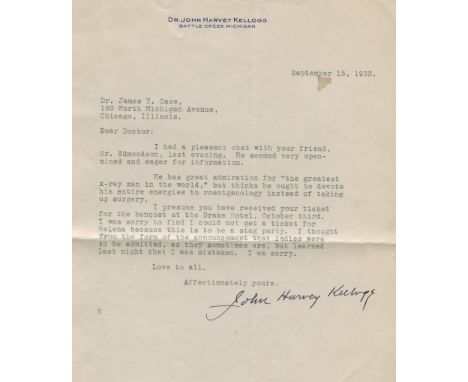 DR. JOHN HARVEY KELLOGG
BATTLE CREEK, MICHIGAN
September 15, 1933.
Dr. James T. Case,
180 North Michigan Avenue,
Chicago, Illinois.
Dear Doctor:
I had a pleasant chat with your friend,
Dr. Edmondson, last evening. He seemed very open-
mined and eager for information.
He has great admiration for "the greatest
x-ray man in the world," but thinks he ought to devote
his entire energies to roentgenology instead of taking
up surgery.
I presume you have received your ticket
for the banquet at the Drake Hotel, October third.
I was sorry to find I could not get a ticket for
Helena because this is to be a stag party. I thought
from the form of the announcement that ladies were
to be admitted, as they sometimes are, but learned
last night that I was mistaken. I am sorry.
Love to all.
Affectionately yours,
John Harvey Kellogg